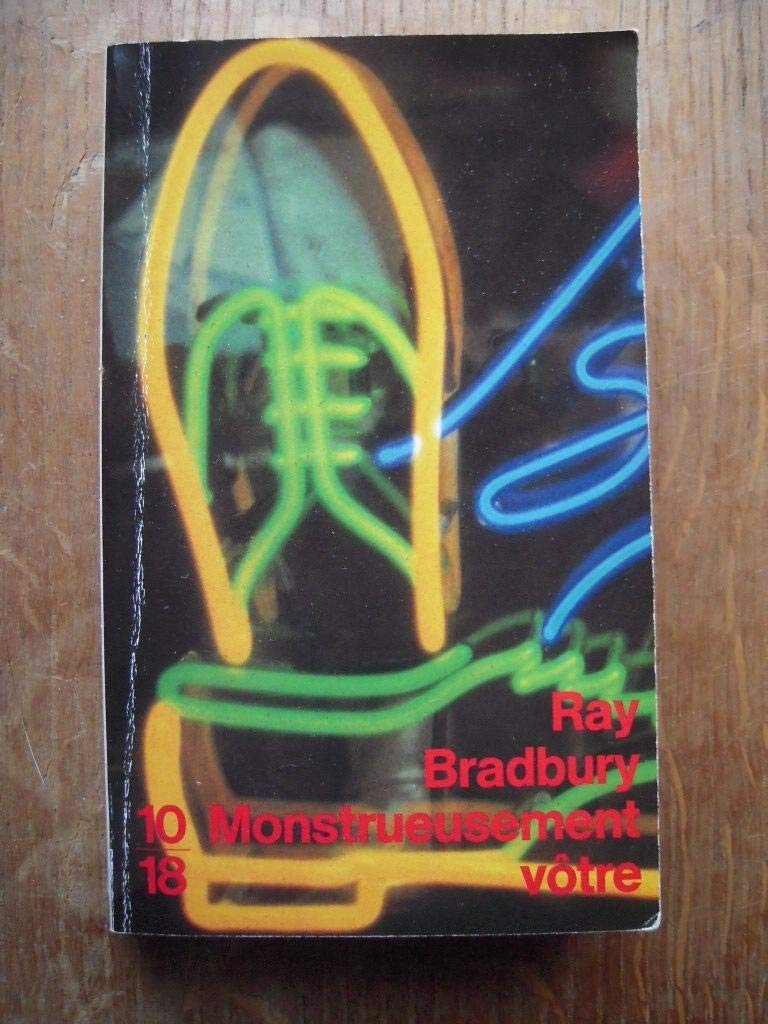 Ray
Bradbury
10 Monstrueusement
18 vôtre